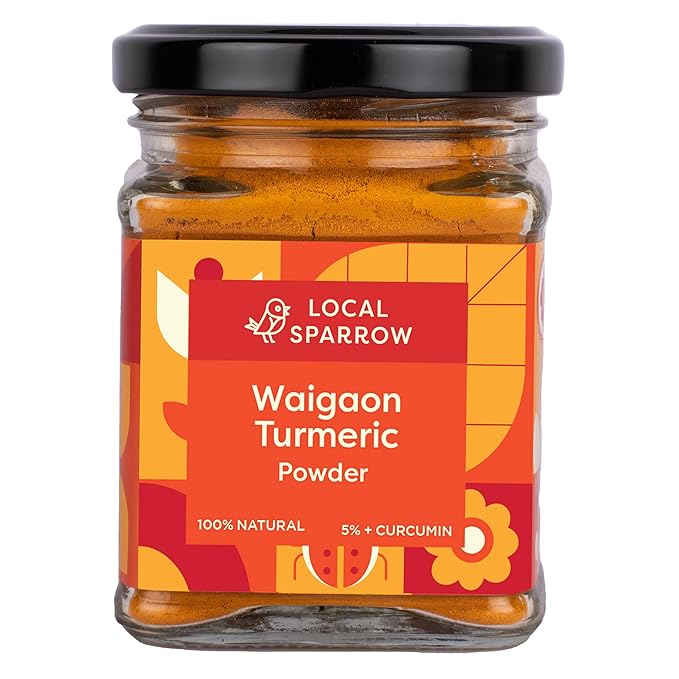 LOCAL
SPARROW
Waigaon
Turmeric
Powder
100% NATURAL 5% + CURCUMIN